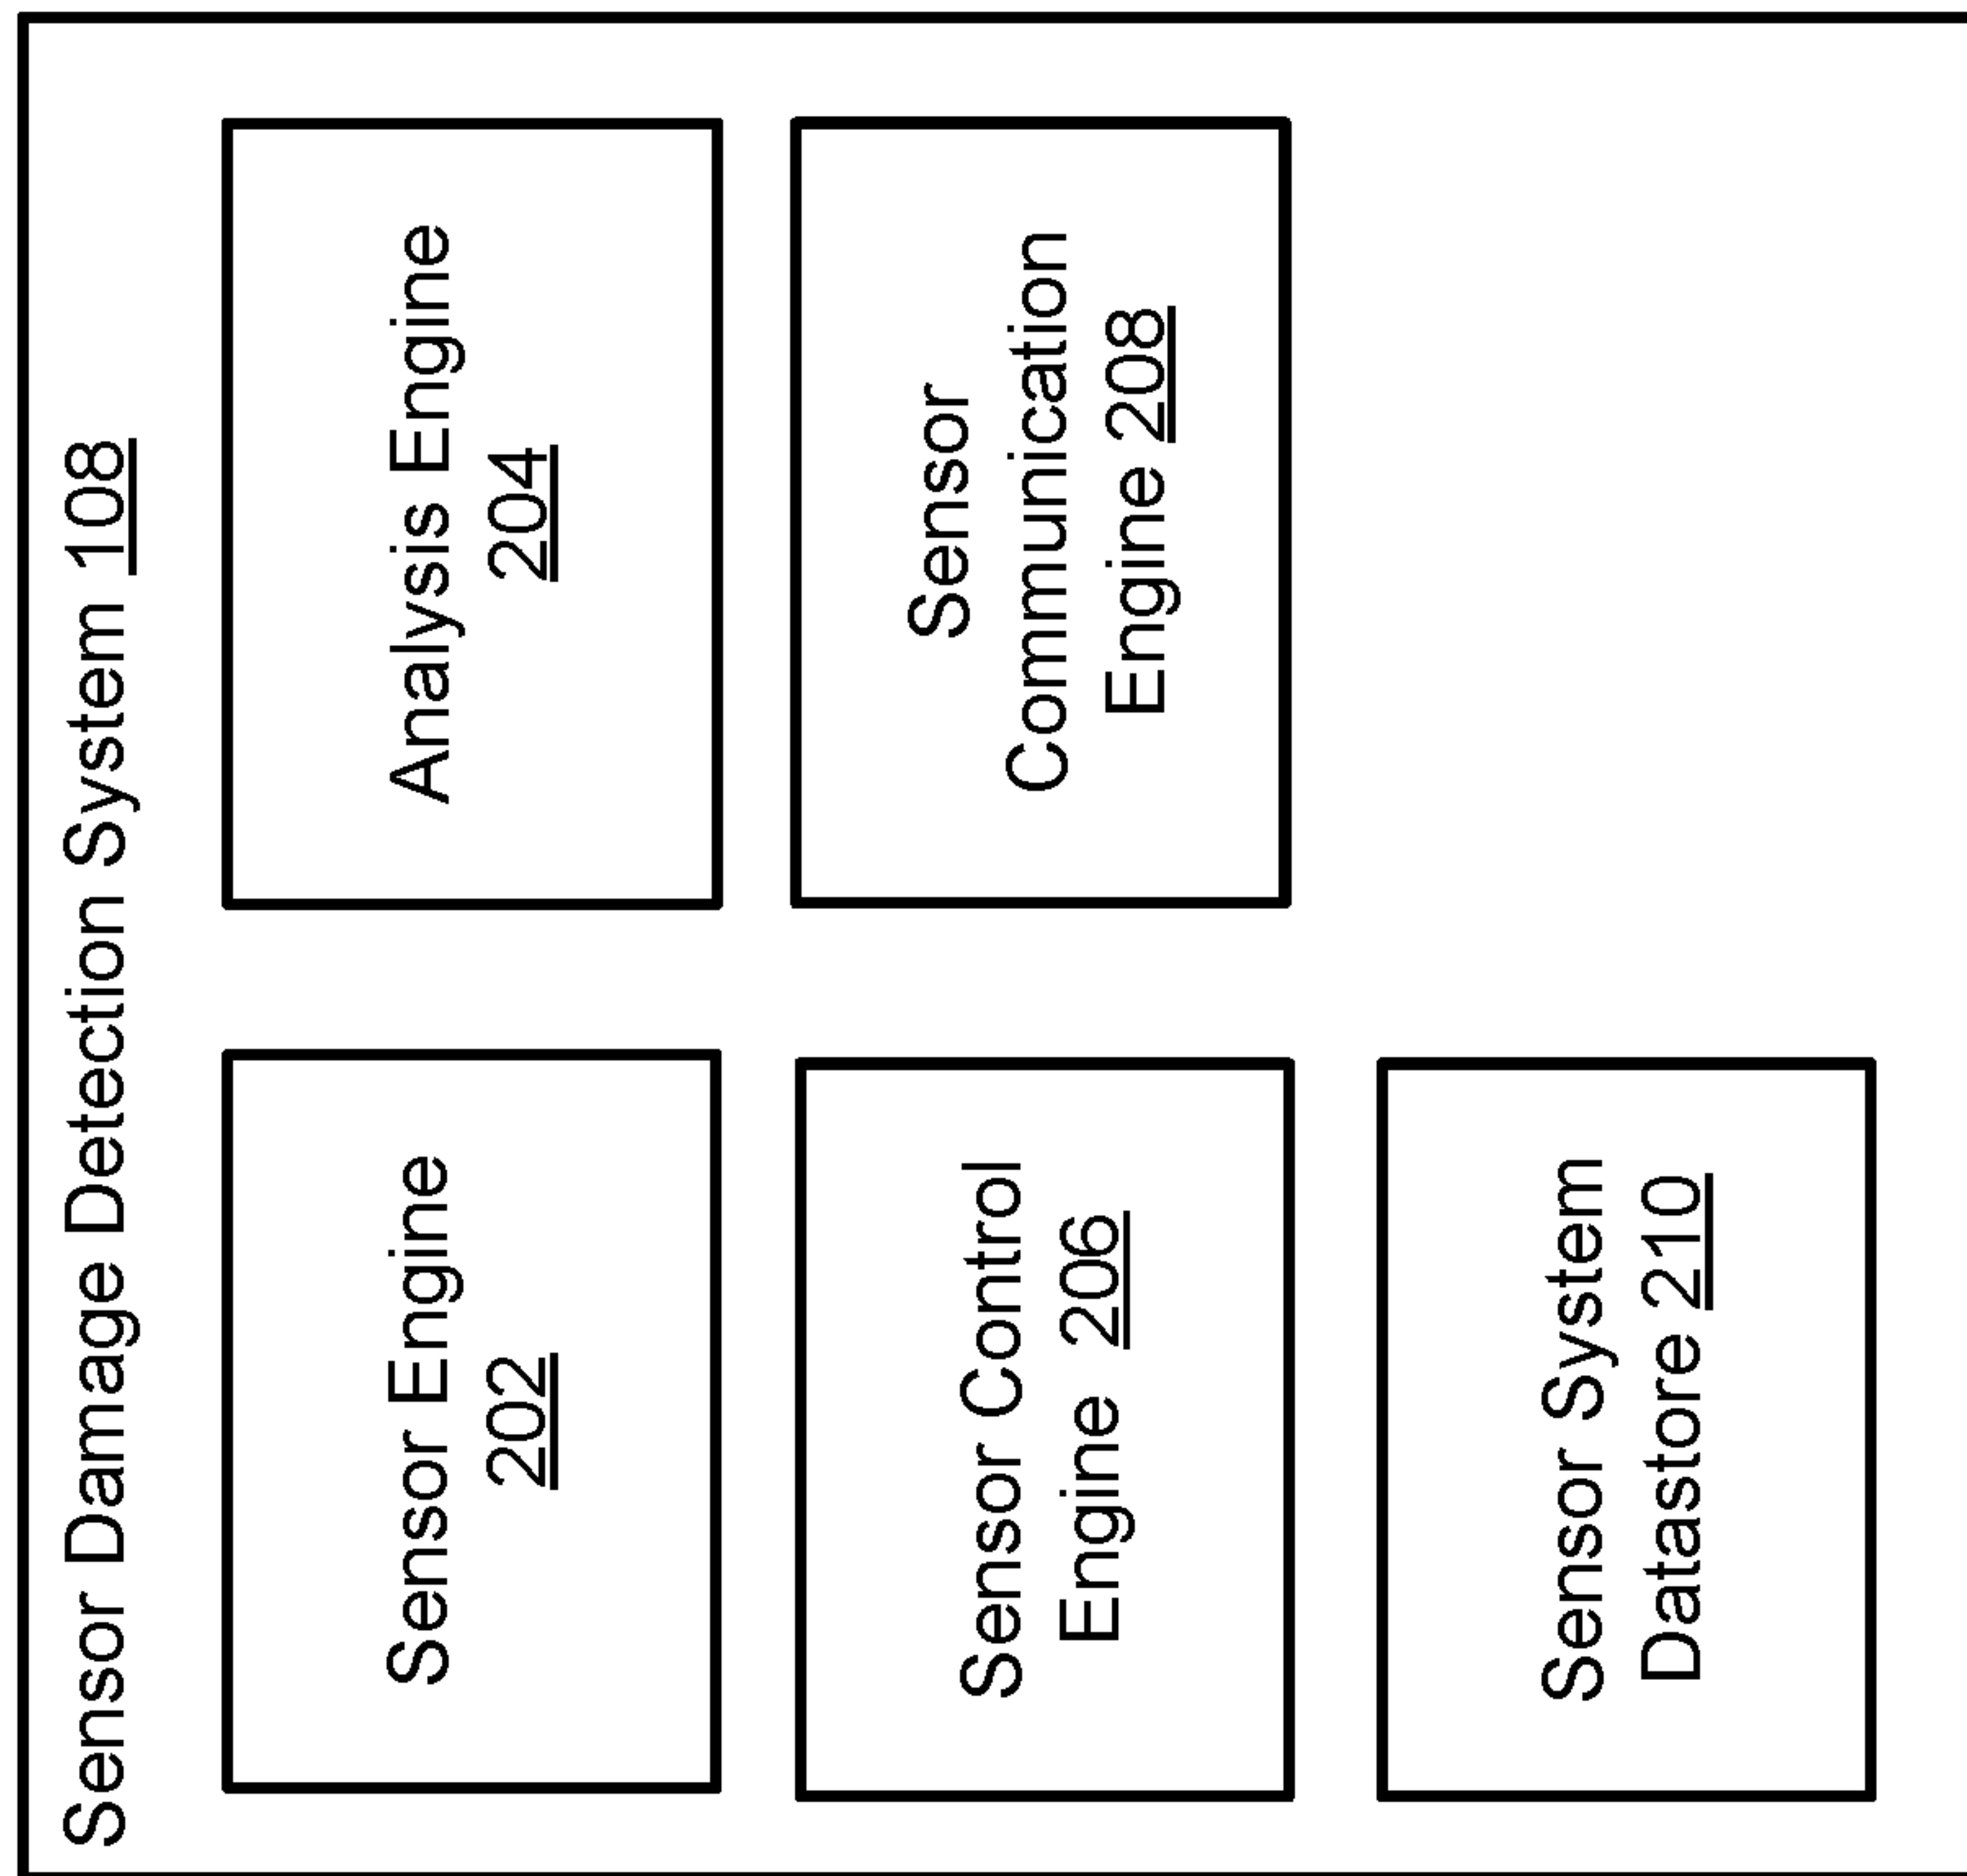 Sensor Damage Detection System 108
Sensor Engine
202
Analysis Engine
204
Sensor Control
Engine 206
Sensor
Communication
Engine 208
Sensor System
Datastore 210